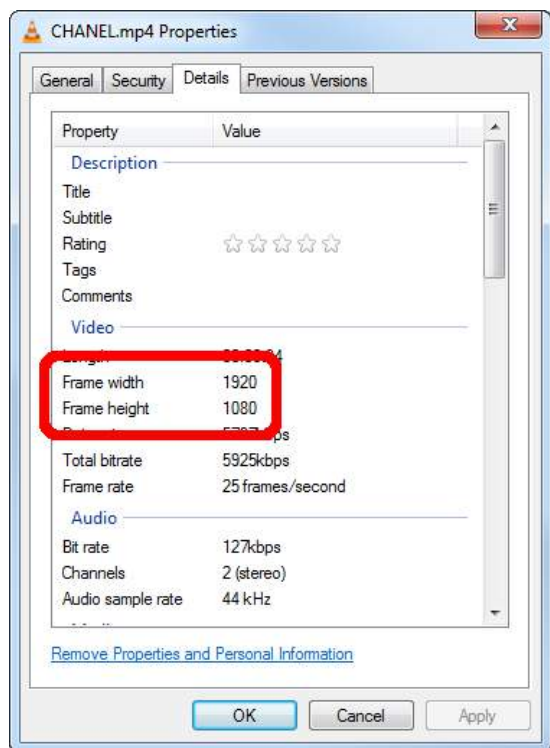 CHANEL.mp4 Properties
General Security Details Previous Versions
Property Value
Description
Title
Subtitle
Rating
Tags
Comments
Video
Frame width 1920
Frame height 1080
Total bitrate 5925kbps
Frame rate 25 frames/second
Audio
Bit rate 127kbps
Channels 2 (stereo)
Audio sample rate 44 kHz
Remove Properties and Personal Information
OK Cancel Apply